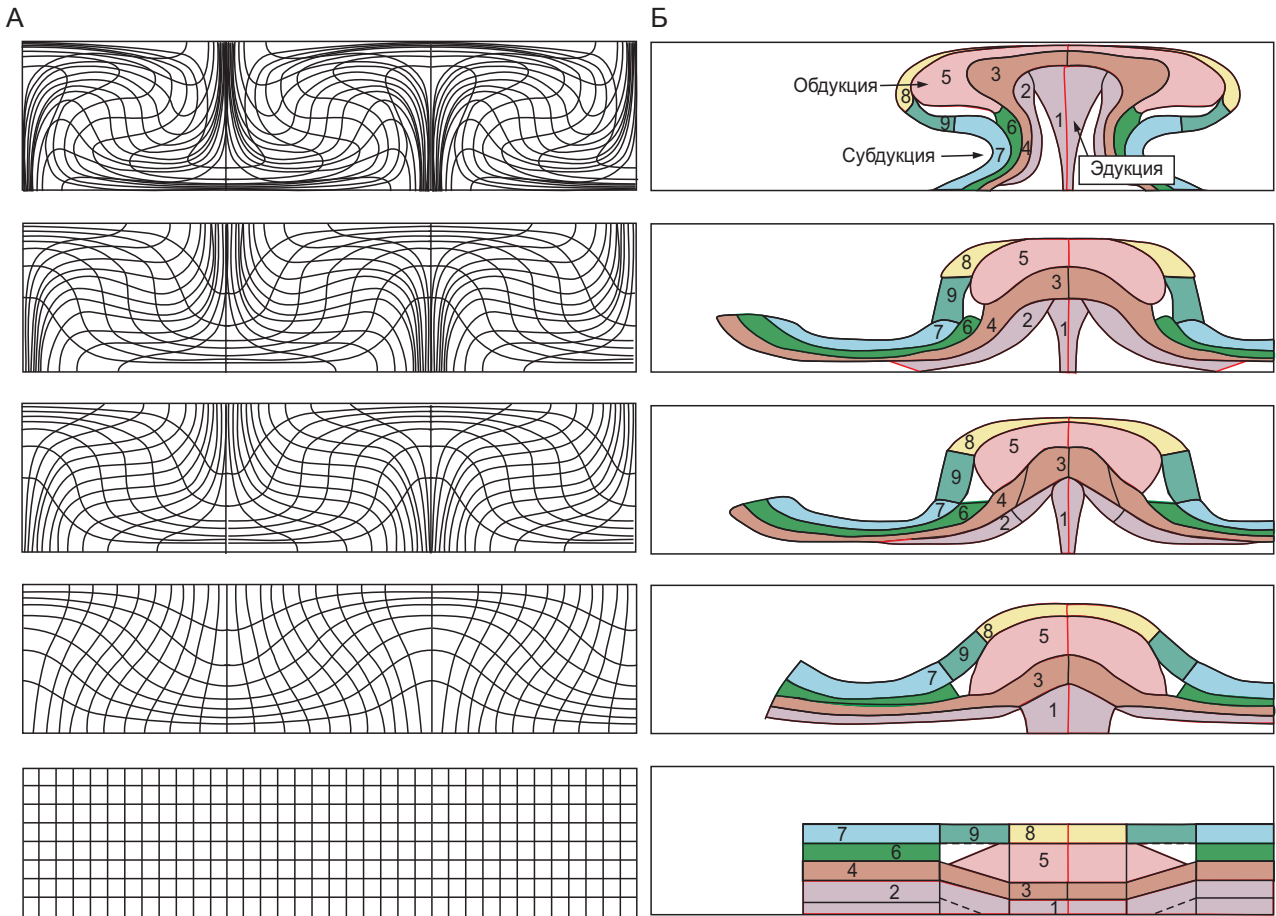 А
Б
Обдукция
Субдукция
Эдукция
5 3 2 8 1 9 6 4 7
8 5 3 9 2 7 6 4 1
8 5 3 9 4 7 6 2 1
8 5 9 7 3 1
7 9 8
6 5
4
2 3
1